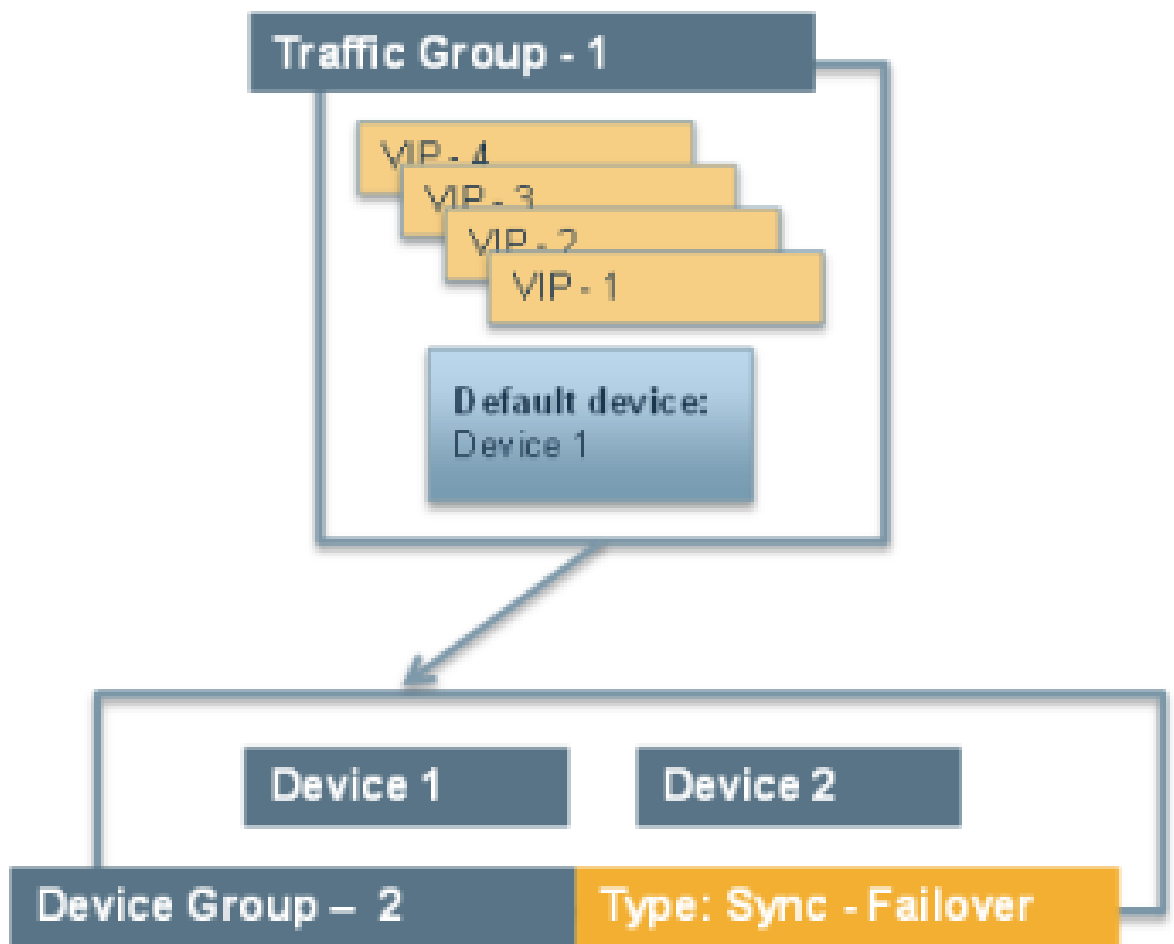 Traffic Group - 1
VIP - 4
VIP - 3
VIP - 2
VIP - 1
Default device:
Device 1
Device 1
Device 2
Device Group – 2
Type: Sync - Failover